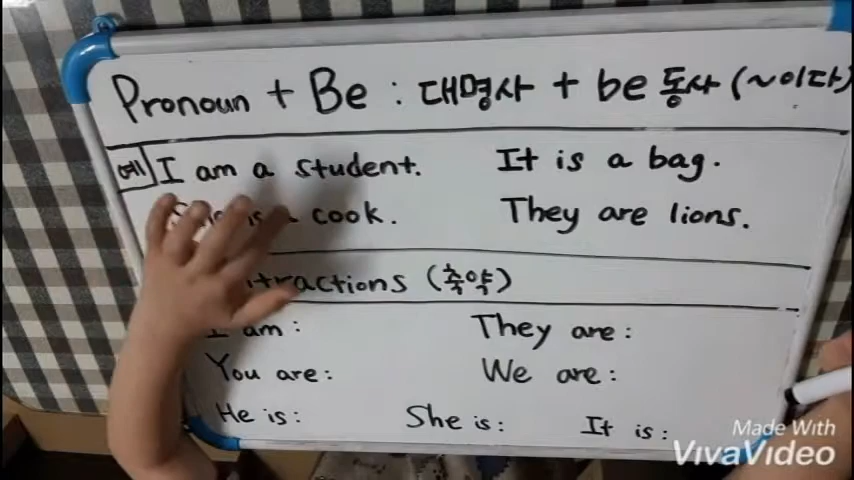 Pronoun + Be : 대명사 + be 동사 (~이다)
예 I am a student. It is a bag.
is a cook. They are lions.
ntractions (축약)
I am: They are:
You are: We are:
He is: She is: It is:
Made With
VivaVideo